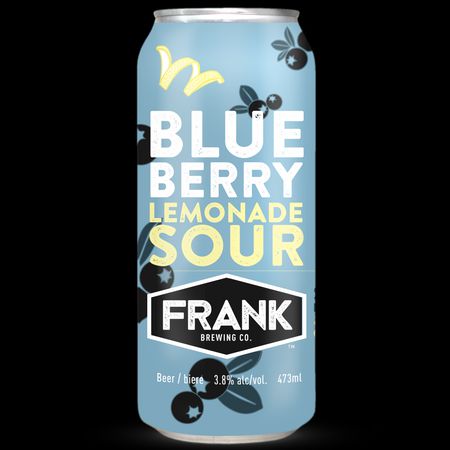 BLUE
BERRY
LEMONADE
SOUR
FRANK
BREWING CO.
TM
Beer / bière 3.8% alc/vol. 473ml